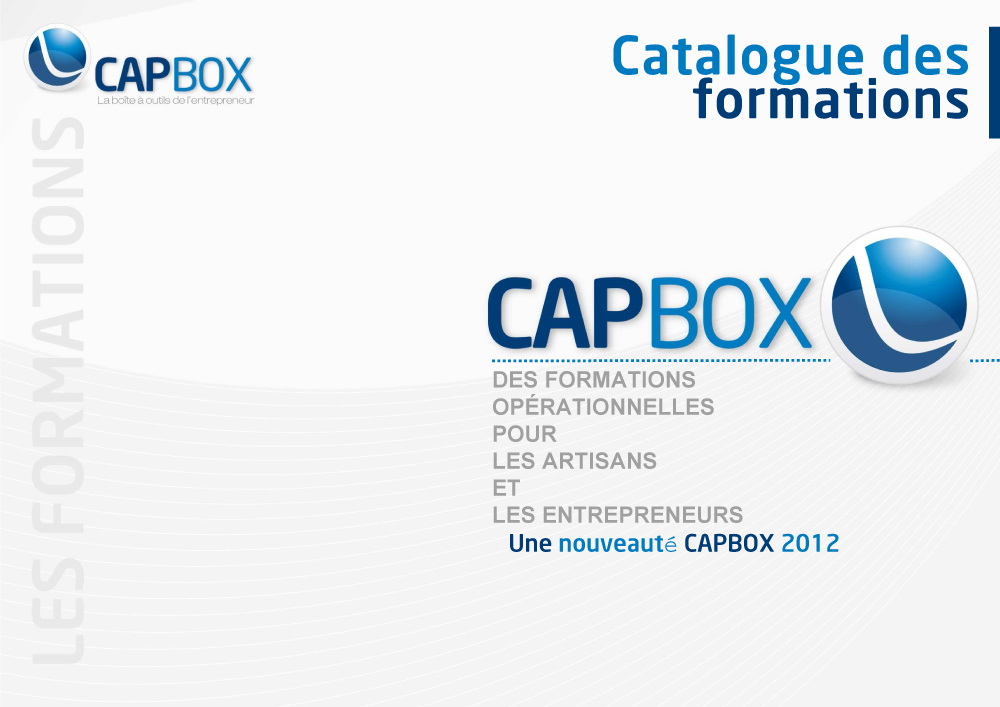 CAPBOX
La boîte à outils de l'entrepreneur
Catalogue des
formations
LES FORMATIONS
CAPBOX
DES FORMATIONS
OPÉRATIONNELLES
POUR
LES ARTISANS
ET
LES ENTREPRENEURS
Une nouveauté CAPBOX 2012